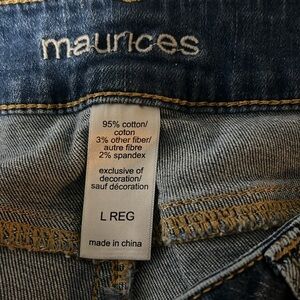 maurices
95% cotton/
coton
3% other fiber/
autre fibre
2% spandex
exclusive of
decoration/
sauf décoration
L REG
made in china